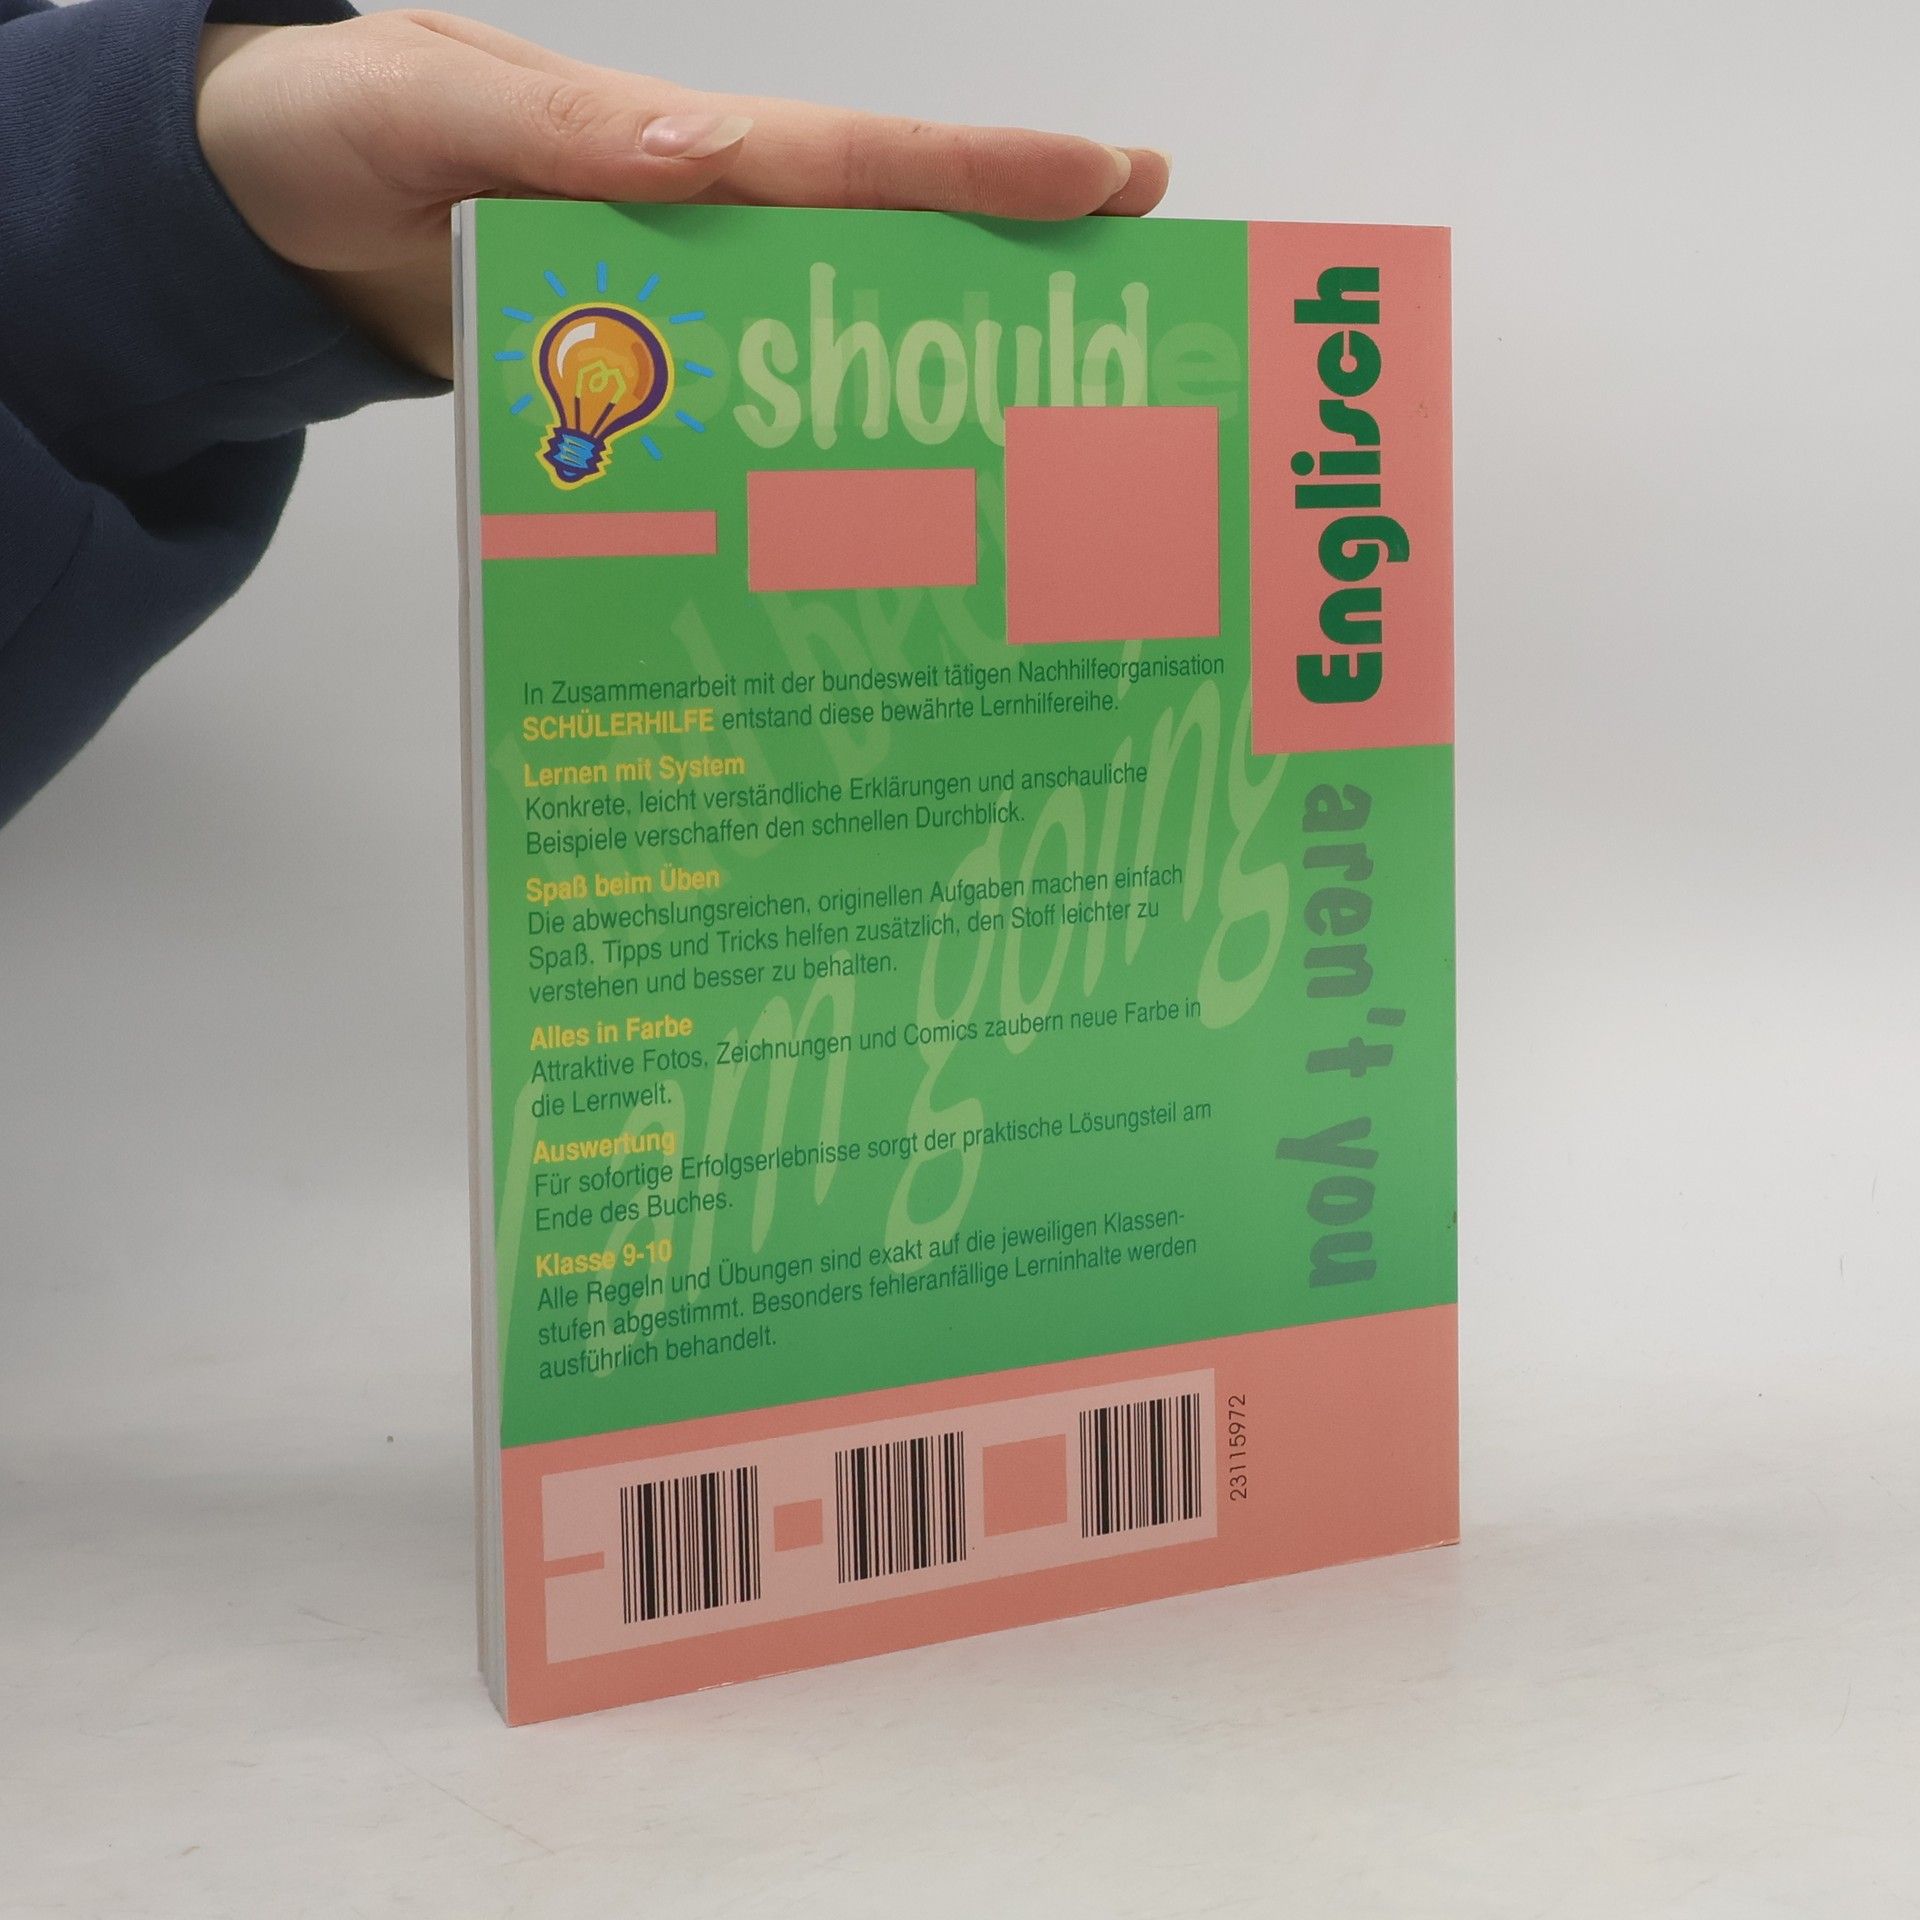 should
Englisch
In Zusammenarbeit mit der bundesweit tätigen Nachhilfeorganisation
SCHÜLERHILFE entstand diese bewährte Lernhilfereihe.
Lernen mit System
Konkrete, leicht verständliche Erklärungen und anschauliche
Beispiele verschaffen den schnellen Durchblick.
Spaß beim Üben
Die abwechslungsreichen, originellen Aufgaben machen einfach
Spaß. Tipps und Tricks helfen zusätzlich, den Stoff leichter zu
verstehen und besser zu behalten.
Alles in Farbe
Attraktive Fotos, Zeichnungen und Comics zaubern neue Farbe in
die Lernwelt.
Auswertung
Für sofortige Erfolgserlebnisse sorgt der praktische Lösungsteil am
Ende des Buches.
Klasse 9-10
Alle Regeln und Übungen sind exakt auf die jeweiligen Klassen-
stufen abgestimmt. Besonders fehleranfällige Lerninhalte werden
ausführlich behandelt.
I am going
aren't you
23115972